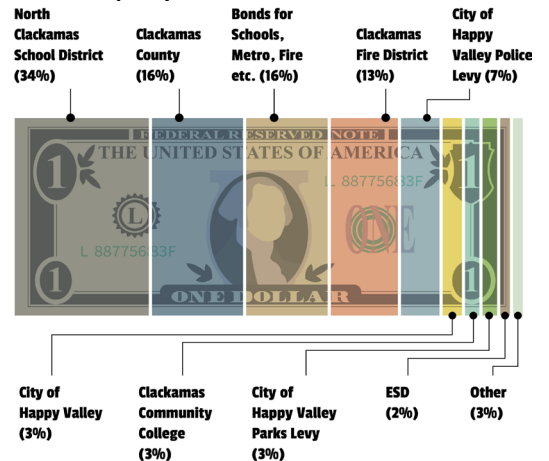 North
Clackamas
School District
(34%)
Clackamas
County
(16%)
Bonds for
Schools,
Metro, Fire
etc. (16%)
Clackamas
Fire District
(13%)
City of
Happy
Valley Police
Levy (7%)
FEDERAL RESERVED NOTE
THE UNITED STATES OF AMERICA
1
1
L 88775683F
L
ONE
L 88775683F
1
1
ONE DOLLAIR
City of
Happy Valley
(3%)
Clackamas
Community
College
(3%)
City of
Happy Valley
Parks Levy
(3%)
ESD
(2%)
Other
(3%)